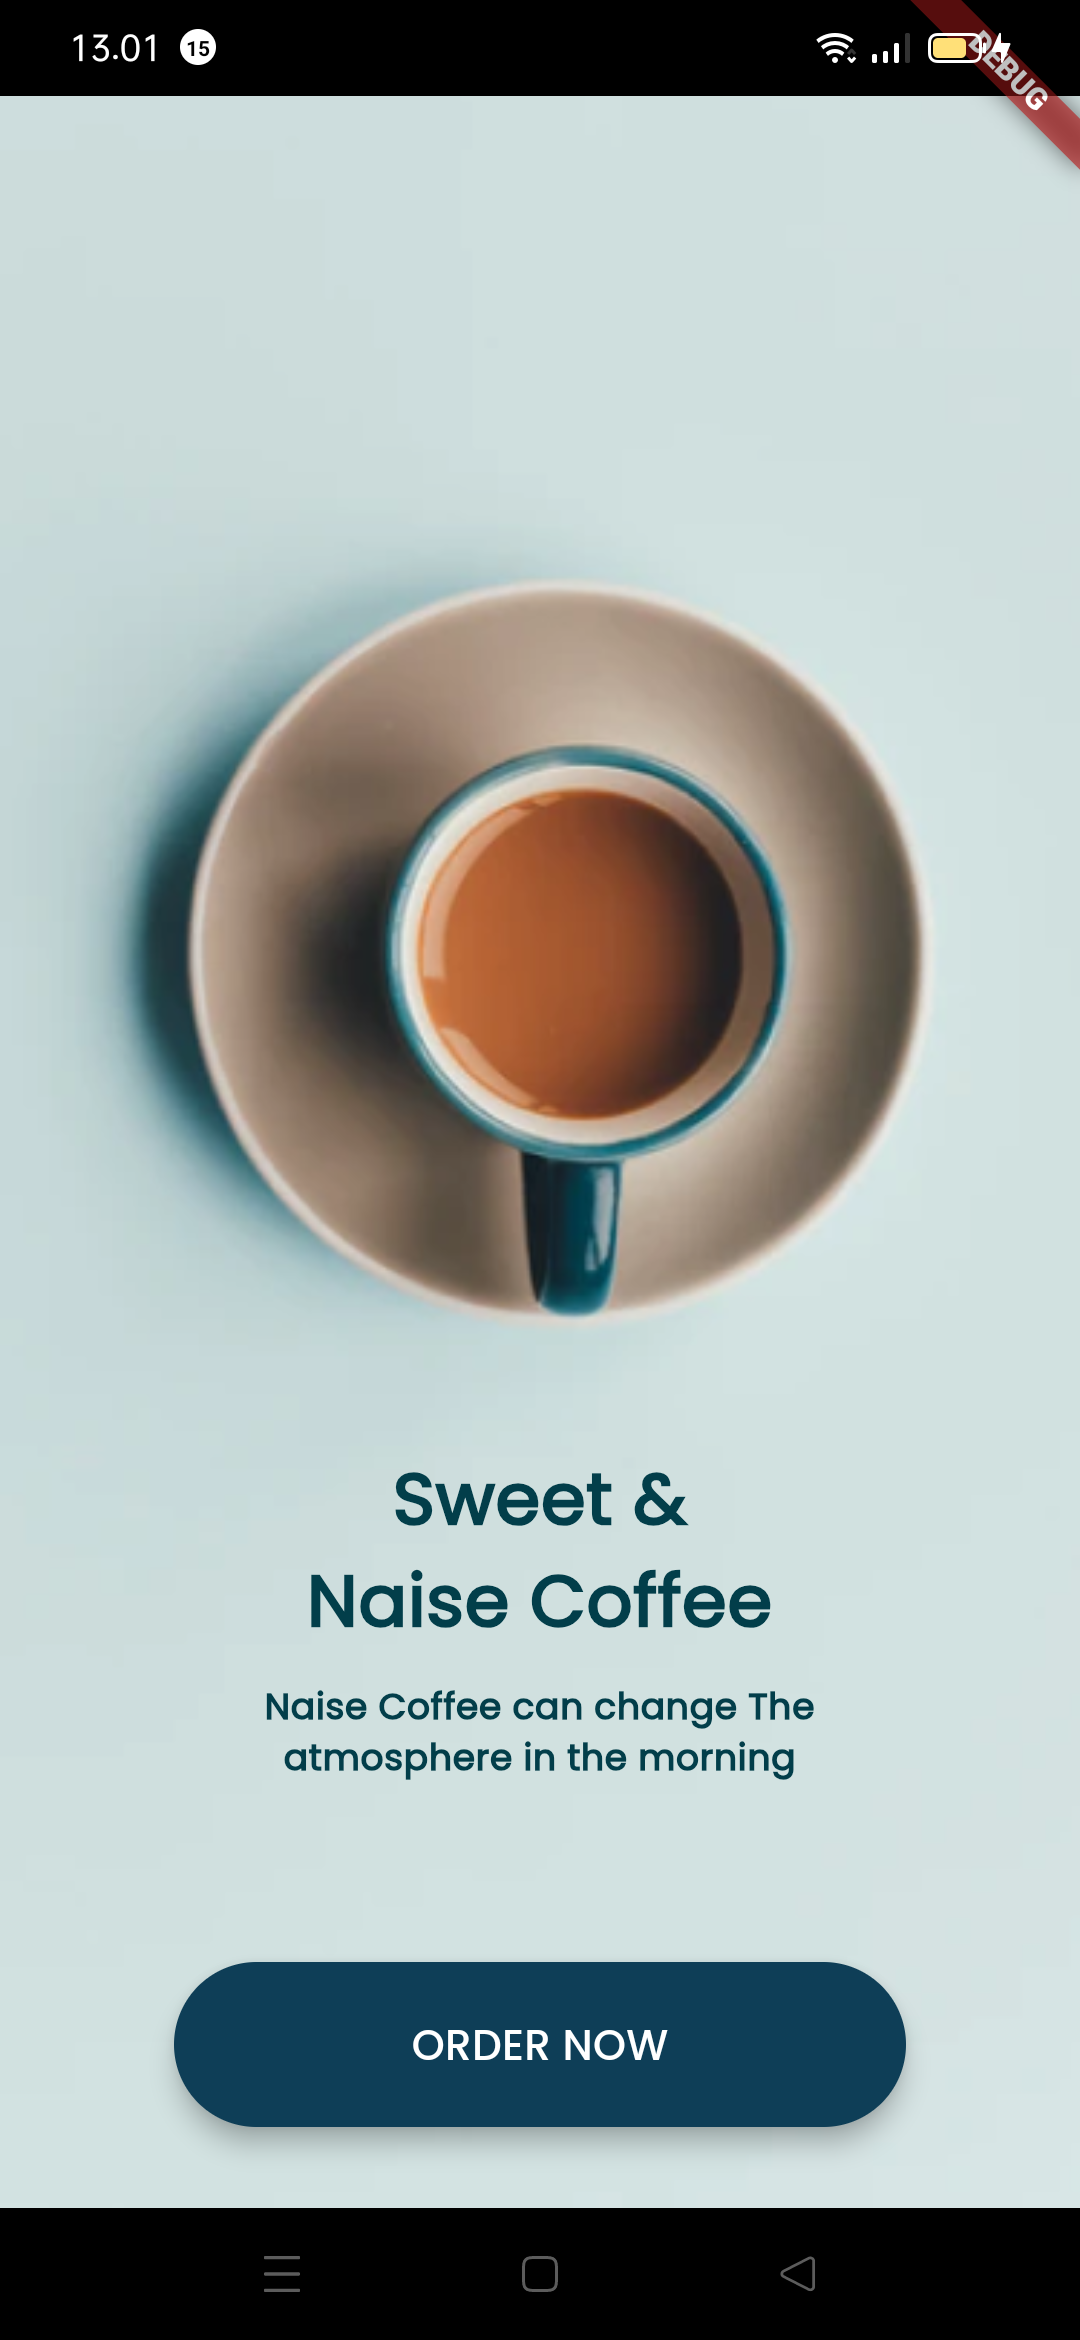 13.01 15
DEBUG
Sweet &
Naise Coffee
Naise Coffee can change The
atmosphere in the morning
ORDER NOW